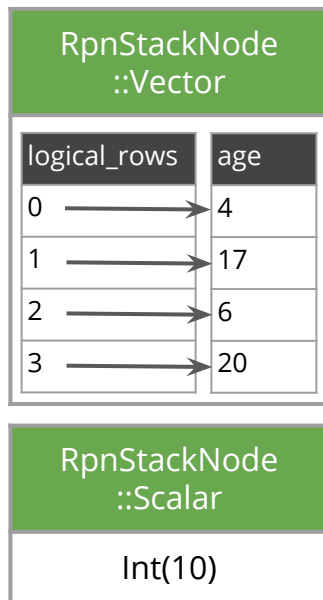 RpnStackNode
::Vector
logical_rows age
0 4
1 17
2 6
3 20
RpnStackNode
::Scalar
Int(10)